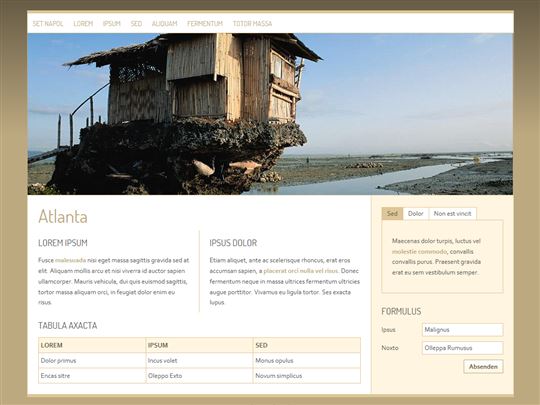 SET NAPOL LOREM IPSUM SED ALIQUAM FERMENTUM TOTOR MASSA
Atlanta
LOREM IPSUM
Fusce malesuada nisi eget massa sagittis gravida sed at
elit. Aliquam mollis arcu et nisi viverra id auctor sapien
ullamcorper. Mauris vehicula, dui quis euismod sagittis,
tortor massa aliquam orci, in feugiat dolor enim eu
risus.
IPSUS DOLOR
Etiam aliquet, ante ac scelerisque rhoncus, erat eros
accumsan sapien, a placerat orci nulla vel risus. Donec
fermentum neque in massa ultrices fermentum ultricies
augue porttitor. Vivamus eu ligula tortor. Ses exacta
lupus.
TABULA AXACTA
LOREM IPSUM SED
Dolor primus Incus volet Monus opulus
Encas sitre Oleppo Exto Novum simplicus
Sed Dolor Non est vincit
Maecenas dolor turpis, luctus vel
molestie commodo, convallis
convallis purus. Praesent gravida
erat eu sem vestibulum semper.
FORMULUS
Ipsus Malignus
Noxto Olleppa Rumusus
Absenden